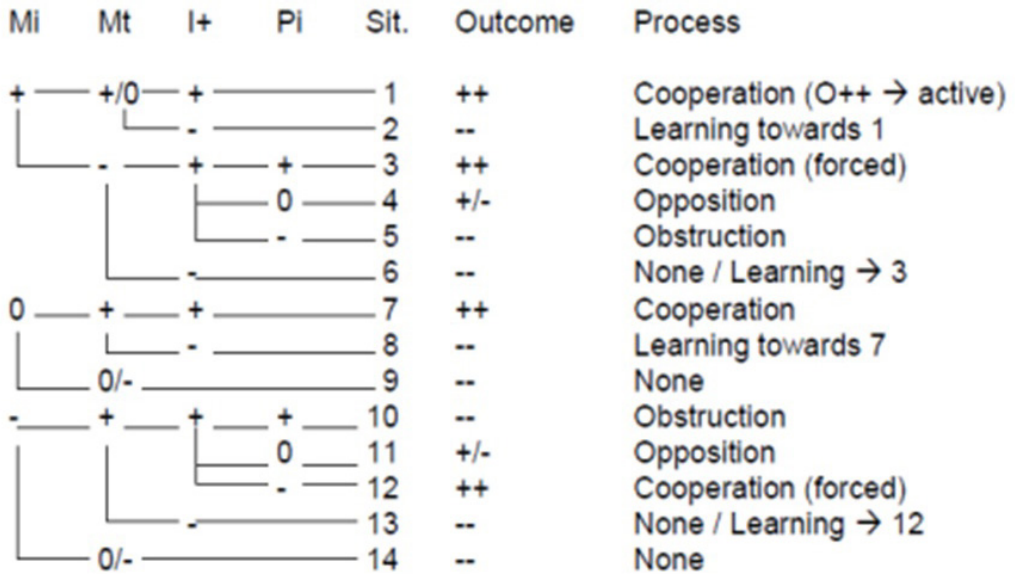 Mi Mt I+ Pi Sit. Outcome Process
+ +/0 + 1 ++ Cooperation (O++ → active)
- 2 -- Learning towards 1
- + + 3 ++ Cooperation (forced)
0 4 +/- Opposition
- 5 -- Obstruction
- 6 -- None / Learning → 3
0 + + 7 ++ Cooperation
- 8 -- Learning towards 7
0/- 9 -- None
- + + + 10 -- Obstruction
0 11 +/- Opposition
- 12 ++ Cooperation (forced)
- 13 -- None / Learning → 12
0/- 14 -- None